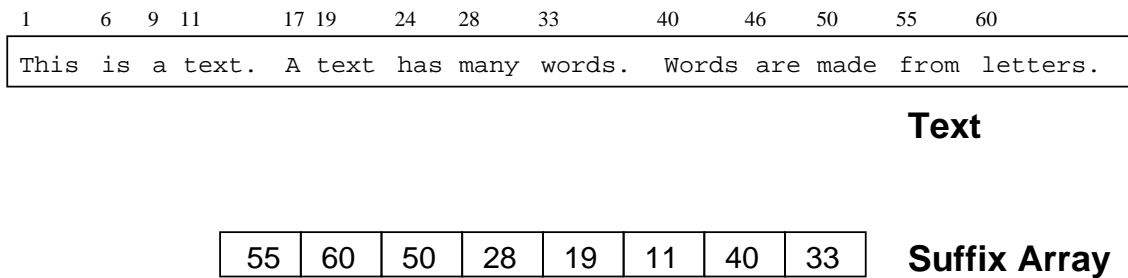 1 6 9 11 17 19 24 28 33 40 46 50 55 60
This is a text. A text has many words. Words are made from letters.
Text
55 60 50 28 19 11 40 33 Suffix Array